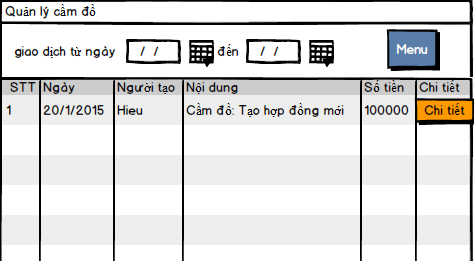 Quản lý cầm đồ
giao dịch từ ngày / / đến / / Menu
STT Ngày Người tạo Nội dung Số tiền Chi tiết
1 20/1/2015 Hieu Cầm đồ: Tạo hợp đồng mới 100000 Chi tiết